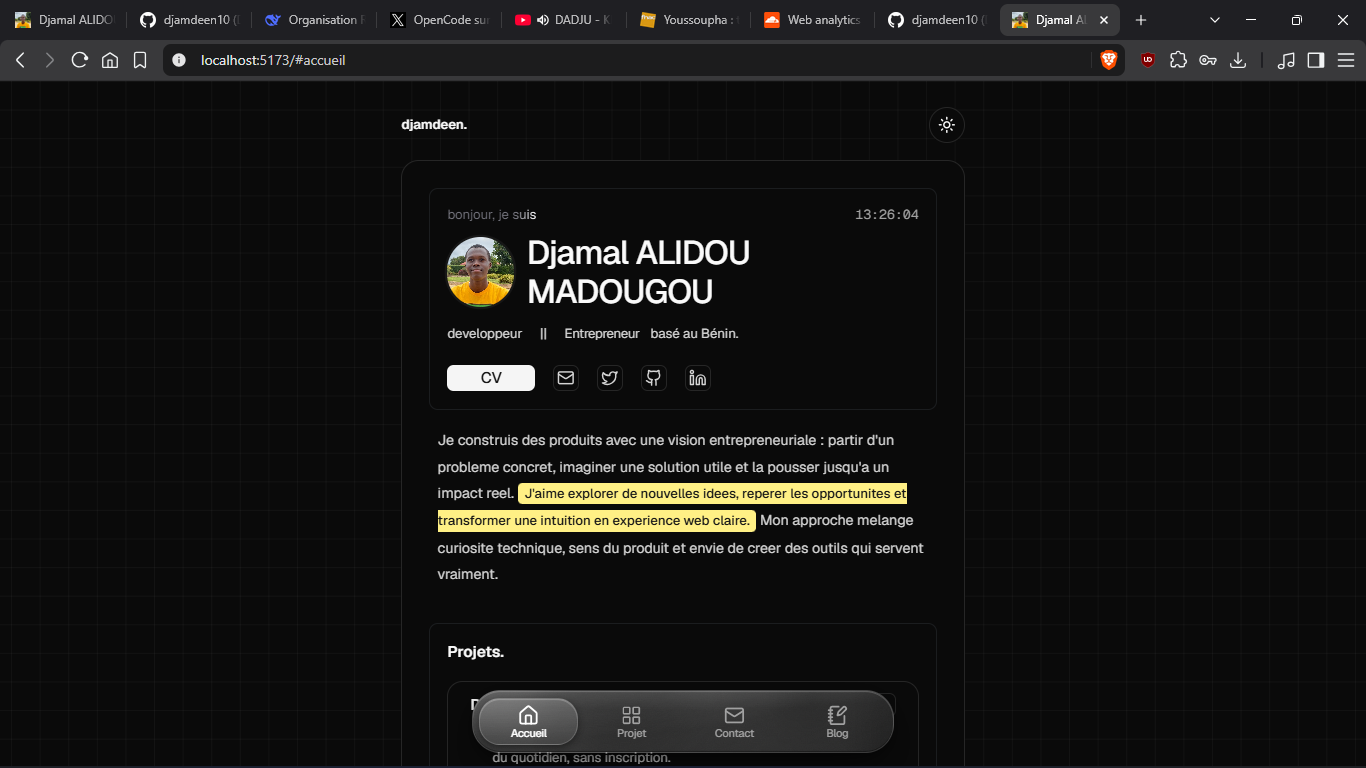 Djamal ALIDO
djamdeen10 (
Organisation
OpenCode su
DADJU - K
Youssoupha :
Web analytics
djamdeen10 (
Djamal A
localhost:5173/#accueil
djamdeen.
bonjour, je suis
13:26:04
Djamal ALIDOU
MADOUGOU
developpeur || Entrepreneur basé au Bénin.
CV
Je construis des produits avec une vision entrepreneuriale : partir d'un
probleme concret, imaginer une solution utile et la pousser jusqu'a un
impact reel. J'aime explorer de nouvelles idees, reperer les opportunites et
transformer une intuition en experience web claire. Mon approche melange
curiosite technique, sens du produit et envie de creer des outils qui servent
vraiment.
Projets.
Accueil
Projet
Contact
Blog
du quotidien, sans inscription.